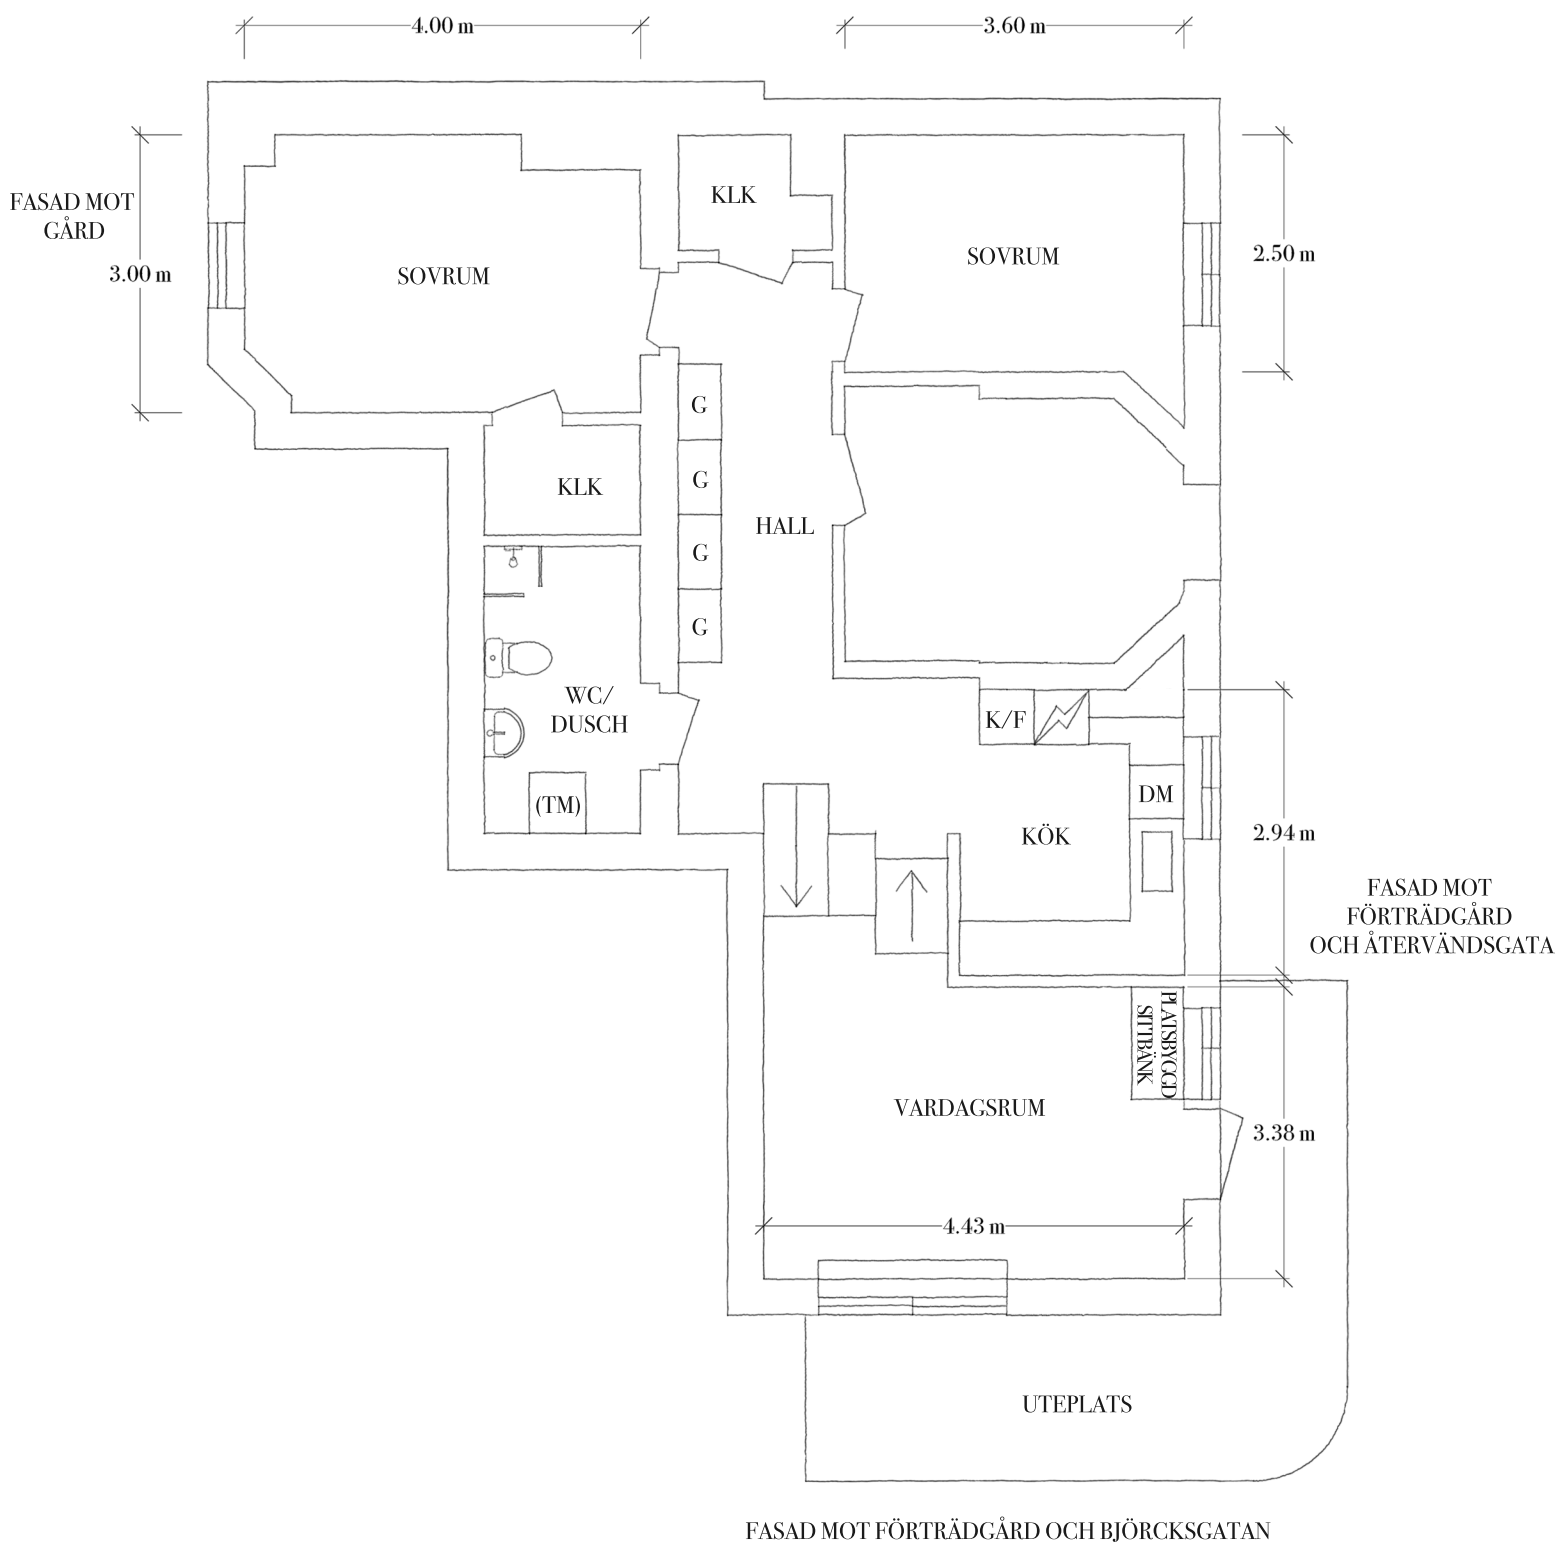 4.00 m
3.60 m
FASAD MOT
GÅRD
3.00 m
SOVRUM
KLK
SOVRUM
2.50 m
G
G
G
G
KLK
HALL
WC/
DUSCH
(TM)
K/F
DM
KÖK
2.94 m
FASAD MOT
FÖRTRÄDGÅRD
OCH ÅTERVÄNDSGATA
PLATSBYGGD
SITTBÄNK
VARDAGSRUM
3.38 m
4.43 m
UTEPLATS
FASAD MOT FÖRTRÄDGÅRD OCH BJÖRCKSGATAN